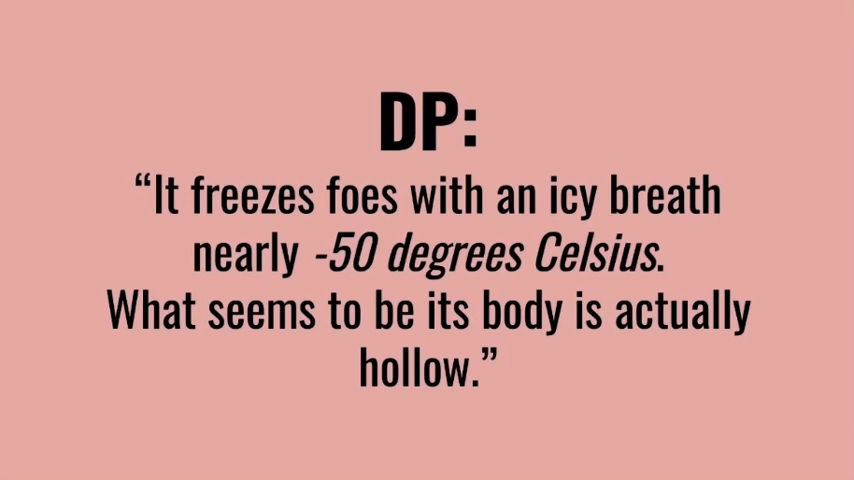 DP:
“It freezes foes with an icy breath
nearly -50 degrees Celsius.
What seems to be its body is actually
hollow.”